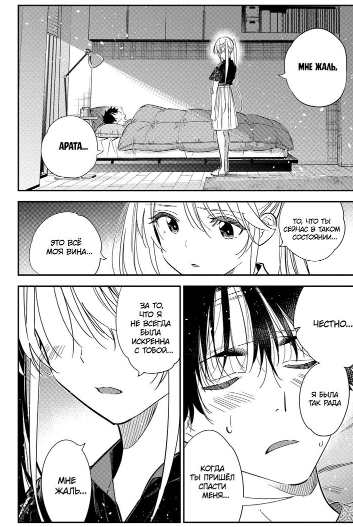 МНЕ ЖАЛЬ,
АРАТА...
ТО, ЧТО ТЫ
СЕЙЧАС В ТАКОМ
СОСТОЯНИИ...
ЭТО ВСЁ
МОЯ ВИНА...
ЧЕСТНО...
Я БЫЛА
ТАК РАДА
КОГДА
ТЫ ПРИШЁЛ
СПАСТИ
МЕНЯ...
ЗА ТО,
ЧТО Я
НЕ ВСЕГДА
БЫЛА
ИСКРЕННА
С ТОБОЙ...
МНЕ
ЖАЛЬ...